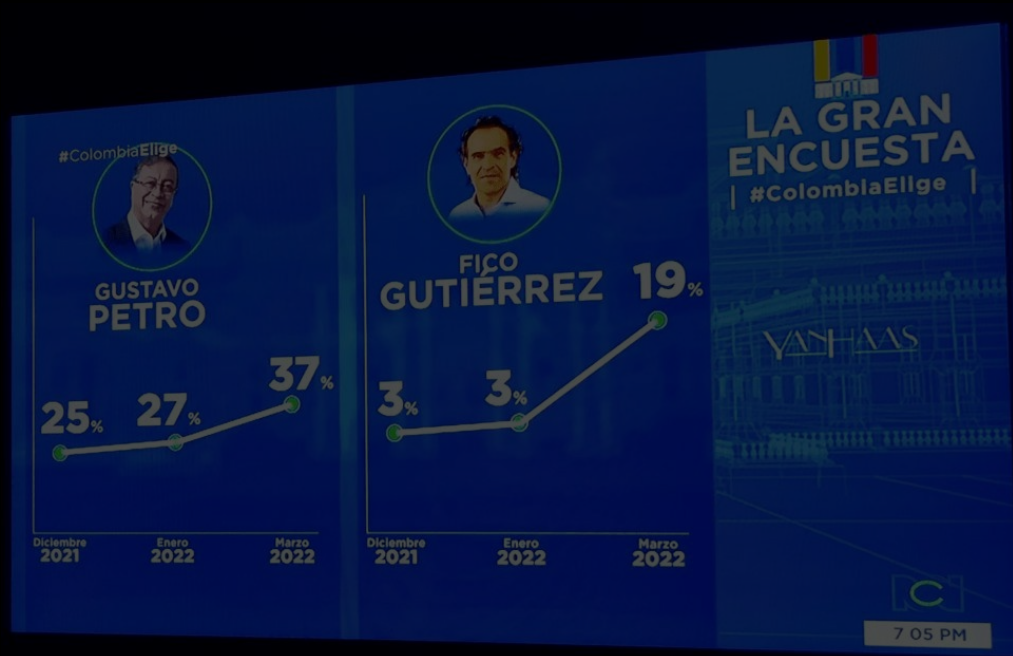 #ColombiaElige
GUSTAVO
PETRO
25%
27%
37%
Diciembre
2021
Enero
2022
Marzo
2022
FICO
GUTIÉRREZ
3%
3%
19%
Diciembre
2021
Enero
2022
Marzo
2022
LA GRAN
ENCUESTA
| #ColombiaElige |
YANHAAS
RCN
7 05 PM